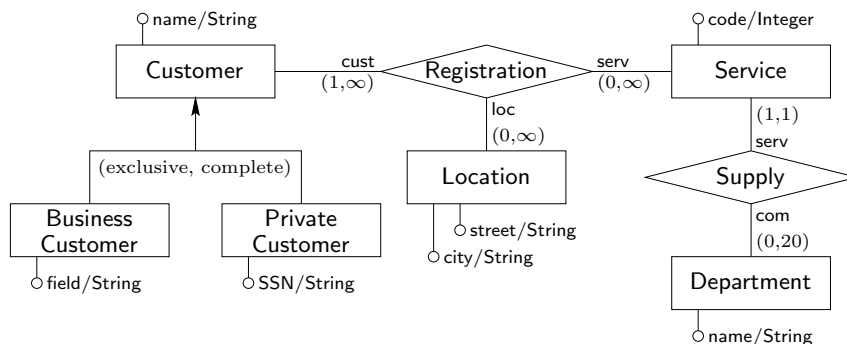 name/String
code/Integer
Customer
cust
(1,∞)
Registration
serv
(0,∞)
Service
loc
(0,∞)
(1,1)
serv
(exclusive, complete)
Location
Supply
Business
Customer
Private
Customer
street/String
city/String
com
(0,20)
field/String
SSN/String
Department
name/String